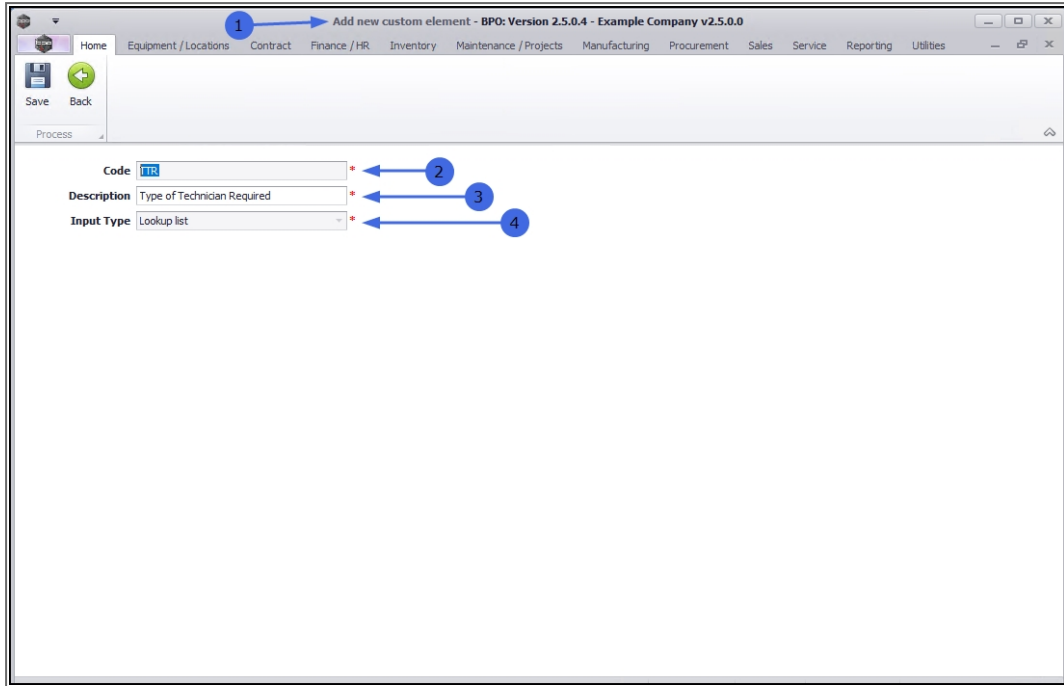 1
Add new custom element - BPO: Version 2.5.0.4 - Example Company v2.5.0.0
Home Equipment / Locations Contract Finance / HR Inventory Maintenance / Projects Manufacturing Procurement Sales Service Reporting Utilities
Save Back
Process
Code TTR * 2
Description Type of Technician Required * 3
Input Type Lookup list * 4